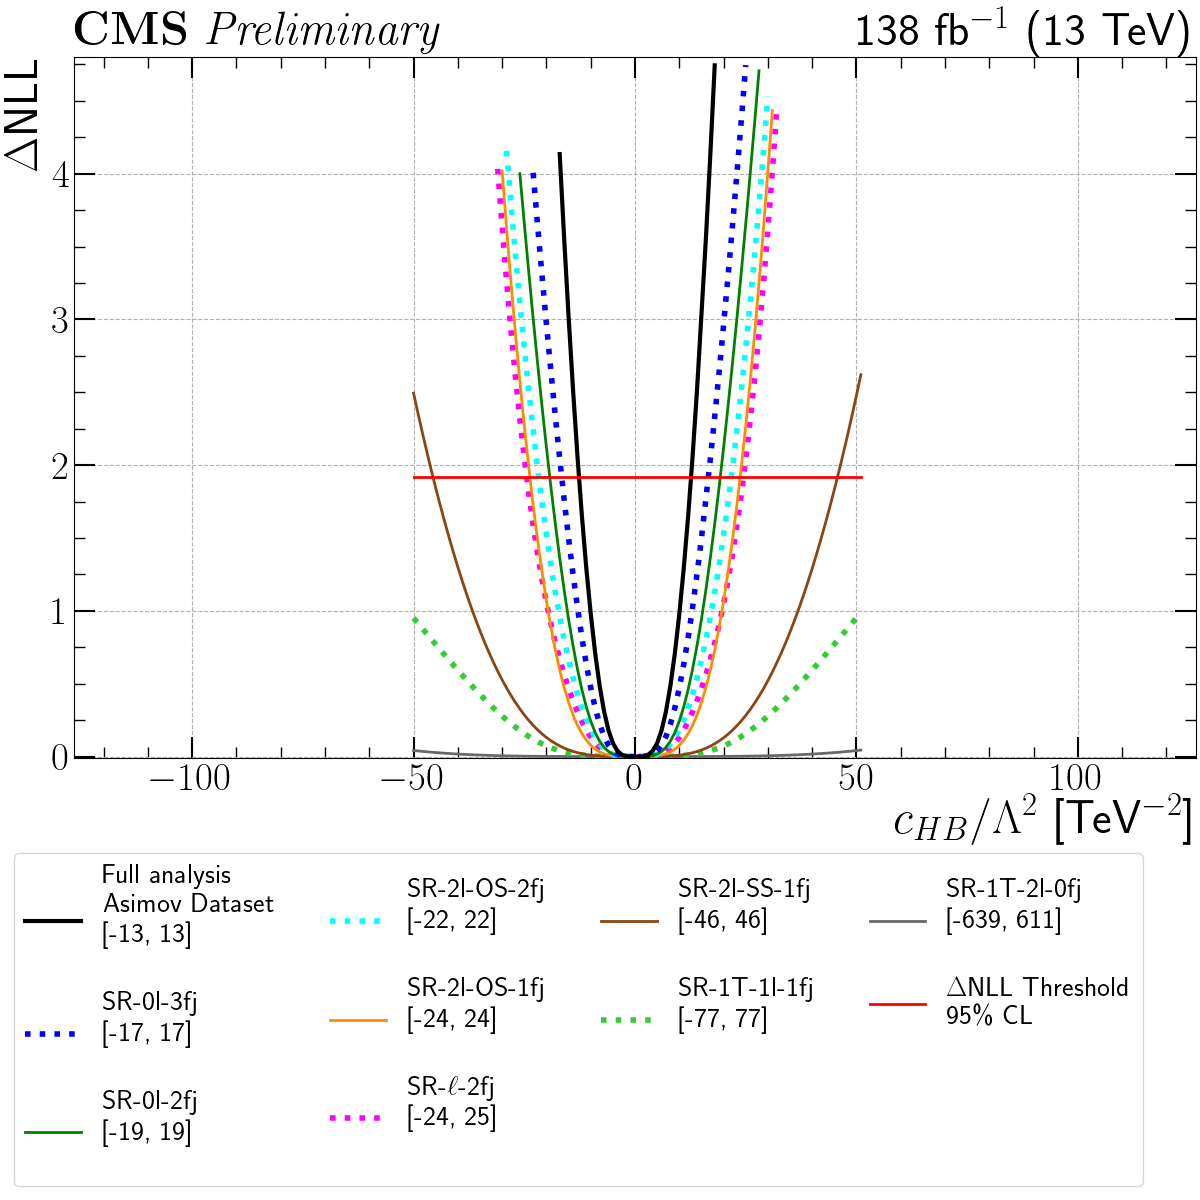 CMS Preliminary
138 fb⁻¹ (13 TeV)
ΔNLL
4
3
2
1
0
−100
−50
0
50
100
c_{HB}/Λ² [TeV⁻²]
Full analysis
Asimov Dataset
[-13, 13]
SR-0l-3fj
[-17, 17]
SR-0l-2fj
[-19, 19]
SR-2l-OS-2fj
[-22, 22]
SR-2l-OS-1fj
[-24, 24]
SR-ℓ-2fj
[-24, 25]
SR-2l-SS-1fj
[-46, 46]
SR-1T-1l-1fj
[-77, 77]
SR-1T-2l-0fj
[-639, 611]
ΔNLL Threshold
95% CL